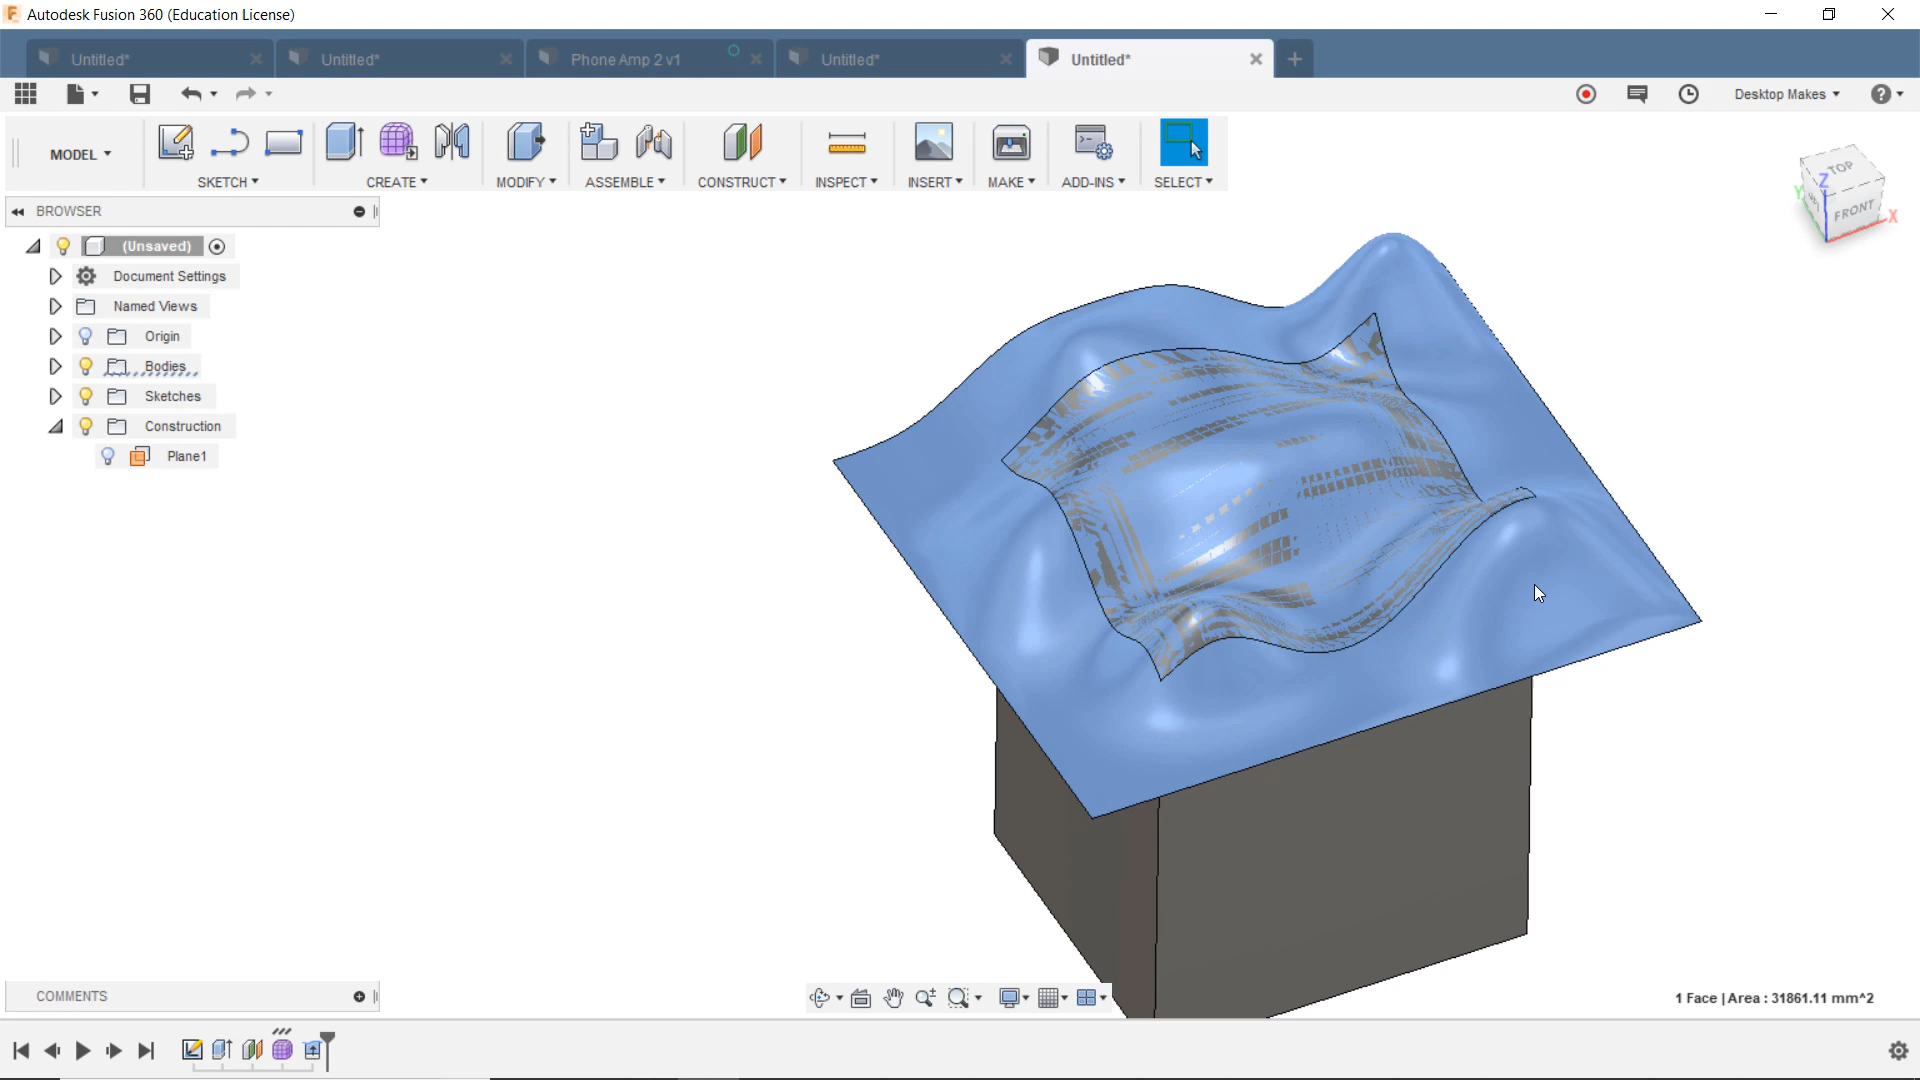 Autodesk Fusion 360 (Education License)
Untitled*
Untitled*
Phone Amp 2 v1
Untitled*
Untitled*
Desktop Makes
MODEL
SKETCH
CREATE
MODIFY
ASSEMBLE
CONSTRUCT
INSPECT
INSERT
MAKE
ADD-INS
SELECT
TOP
FRONT
Z
Y
X
BROWSER
(Unsaved)
Document Settings
Named Views
Origin
Bodies
Sketches
Construction
Plane1
COMMENTS
1 Face | Area : 31861.11 mm^2